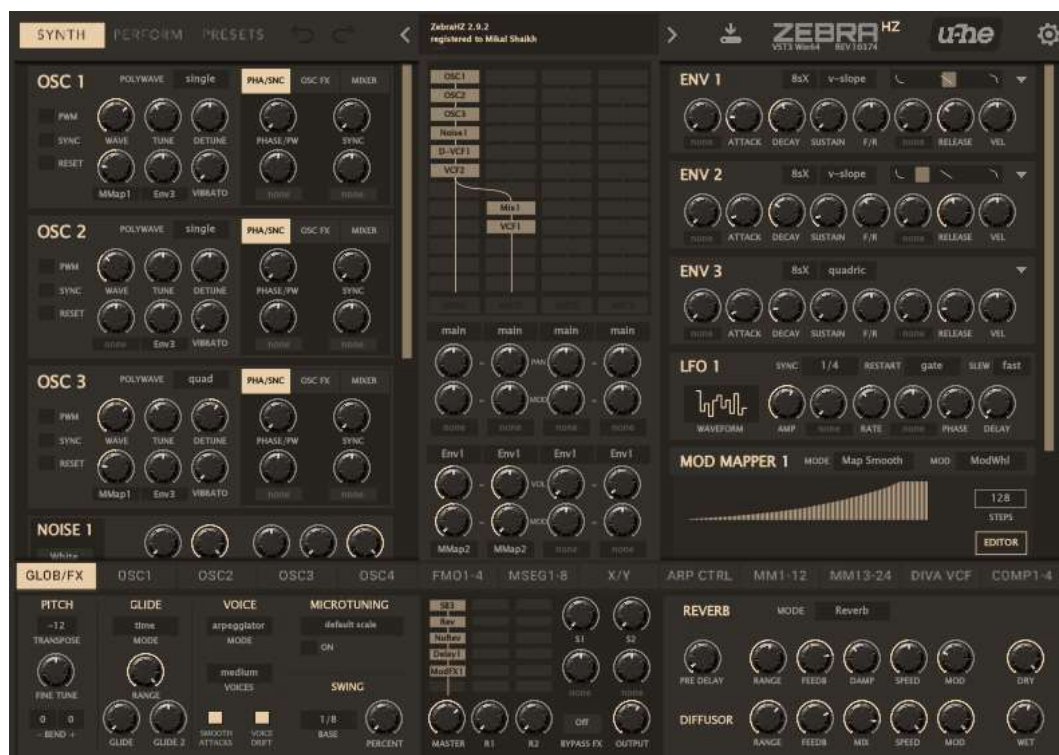 SYNTH PERFORM PRESETS
ZebraHZ 2.9.2
registered to Mikal Shaikh
ZEBRA HZ
VST3 Win64 REV 10374
u-he
OSC 1 POLYWAVE single PHA/SNC OSC FX MIXER
PWM
SYNC
RESET
WAVE TUNE DETUNE PHASE/PW SYNC
MMap1 Env3 VIBRATO none none
OSC 2 POLYWAVE single PHA/SNC OSC FX MIXER
PWM
SYNC
RESET
WAVE TUNE DETUNE PHASE/PW SYNC
none Env3 VIBRATO none none
OSC 3 POLYWAVE quad PHA/SNC OSC FX MIXER
PWM
SYNC
RESET
WAVE TUNE DETUNE PHASE/PW SYNC
MMap1 Env3 VIBRATO none none
NOISE 1
White
OSC1
OSC2
OSC3
Noise1
D-VCF1
VCF2
Mix1
VCF1
main main main main
PAN
MOD
none none none none
Env1 Env1 Env1 Env1
VOL
MOD
MMap2 MMap2 none none
ENV 1 8sX v-slope
none ATTACK DECAY SUSTAIN F/R none RELEASE VEL
ENV 2 8sX v-slope
none ATTACK DECAY SUSTAIN F/R none RELEASE VEL
ENV 3 8sX quadric
none ATTACK DECAY SUSTAIN F/R none RELEASE VEL
LFO 1 SYNC 1/4 RESTART gate SLEW fast
WAVEFORM AMP none RATE none PHASE DELAY
MOD MAPPER 1 MODE Map Smooth MOD ModWhl
128
STEPS
EDITOR
GLOB/FX OSC1 OSC2 OSC3 OSC4 FMO1-4 MSEG1-8 X/Y ARP CTRL MM1-12 MM13-24 DIVA VCF COMP1-4
PITCH
-12
TRANSPOSE
FINE TUNE
0 0
- BEND +
GLIDE
time
MODE
RANGE
GLIDE GLIDE 2
VOICE
arpeggiator
MODE
medium
VOICES
SMOOTH ATTACKS
VOICE DRIFT
MICROTUNING
default scale
ON
SWING
1/8
BASE PERCENT
SB3
Rev
NuRev
Delay1
ModFX1
S1 S2
none none
Off
MASTER R1 R2 BYPASS FX OUTPUT
REVERB MODE Reverb
PRE DELAY RANGE FEEDB DAMP SPEED MOD DRY
DIFFUSOR
RANGE FEEDB MIX SPEED MOD WET